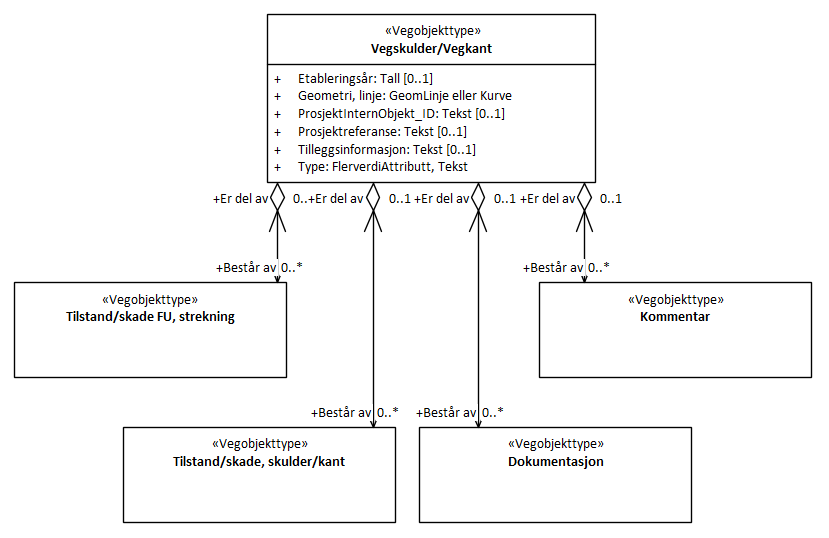 «Vegobjekttype»
Vegskulder/Vegkant
+ Etableringsår: Tall [0..1]
+ Geometri, linje: GeomLinje eller Kurve
+ ProsjektInternObjekt_ID: Tekst [0..1]
+ Prosjektreferanse: Tekst [0..1]
+ Tilleggsinformasjon: Tekst [0..1]
+ Type: FlerverdiAttributt, Tekst
+Er del av 0..+Er del av 0..1 +Er del av 0..1 +Er del av 0..1
+Består av 0..* +Består av 0..*
«Vegobjekttype»
Tilstand/skade FU, strekning
«Vegobjekttype»
Kommentar
+Består av 0..* +Består av 0..*
«Vegobjekttype»
Tilstand/skade, skulder/kant
«Vegobjekttype»
Dokumentasjon